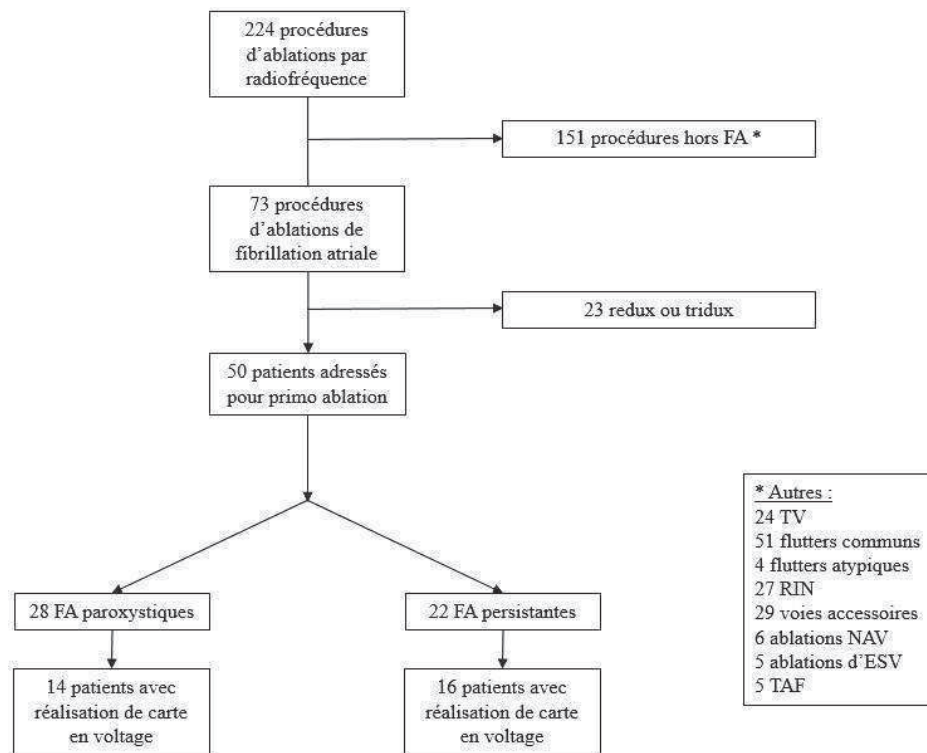 224 procédures
d’ablations par
radiofréquence
151 procédures hors FA *
73 procédures
d’ablations de
fibrillation atriale
23 redux ou tridux
50 patients adressés
pour primo ablation
28 FA paroxystiques
22 FA persistantes
14 patients avec
réalisation de carte
en voltage
16 patients avec
réalisation de carte
en voltage
* Autres :
24 TV
51 flutters communs
4 flutters atypiques
27 RIN
29 voies accessoires
6 ablations NAV
5 ablations d’ESV
5 TAF